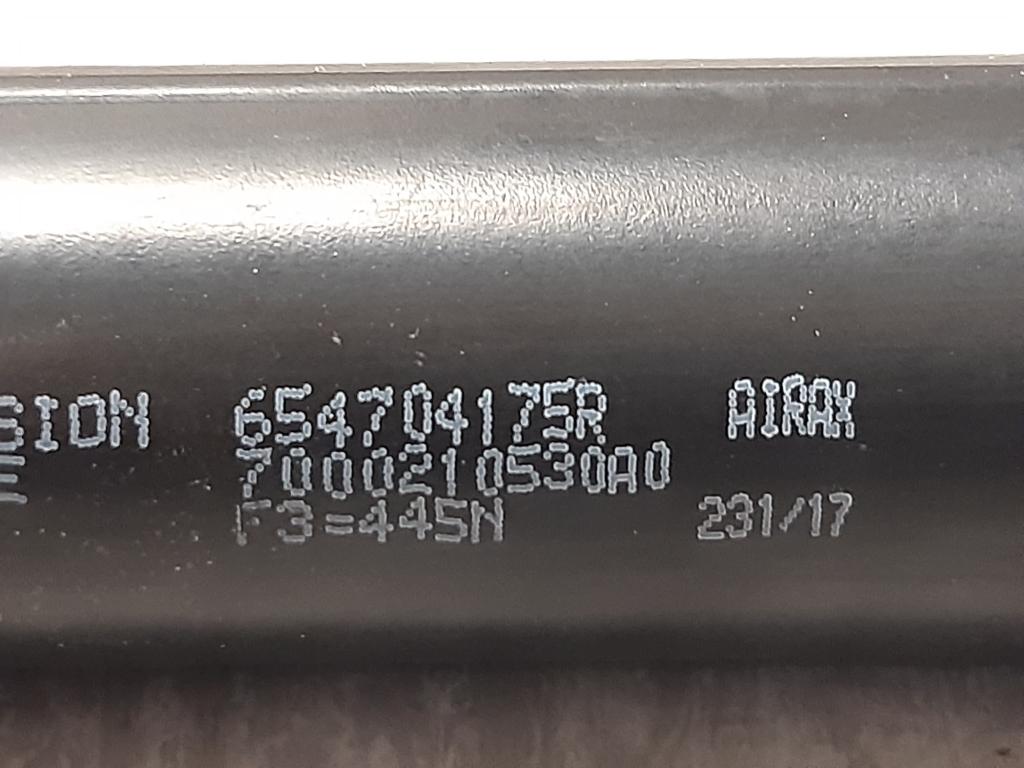 SION 654704175R AIRAX
7000210530A0
F3=445N 231/17